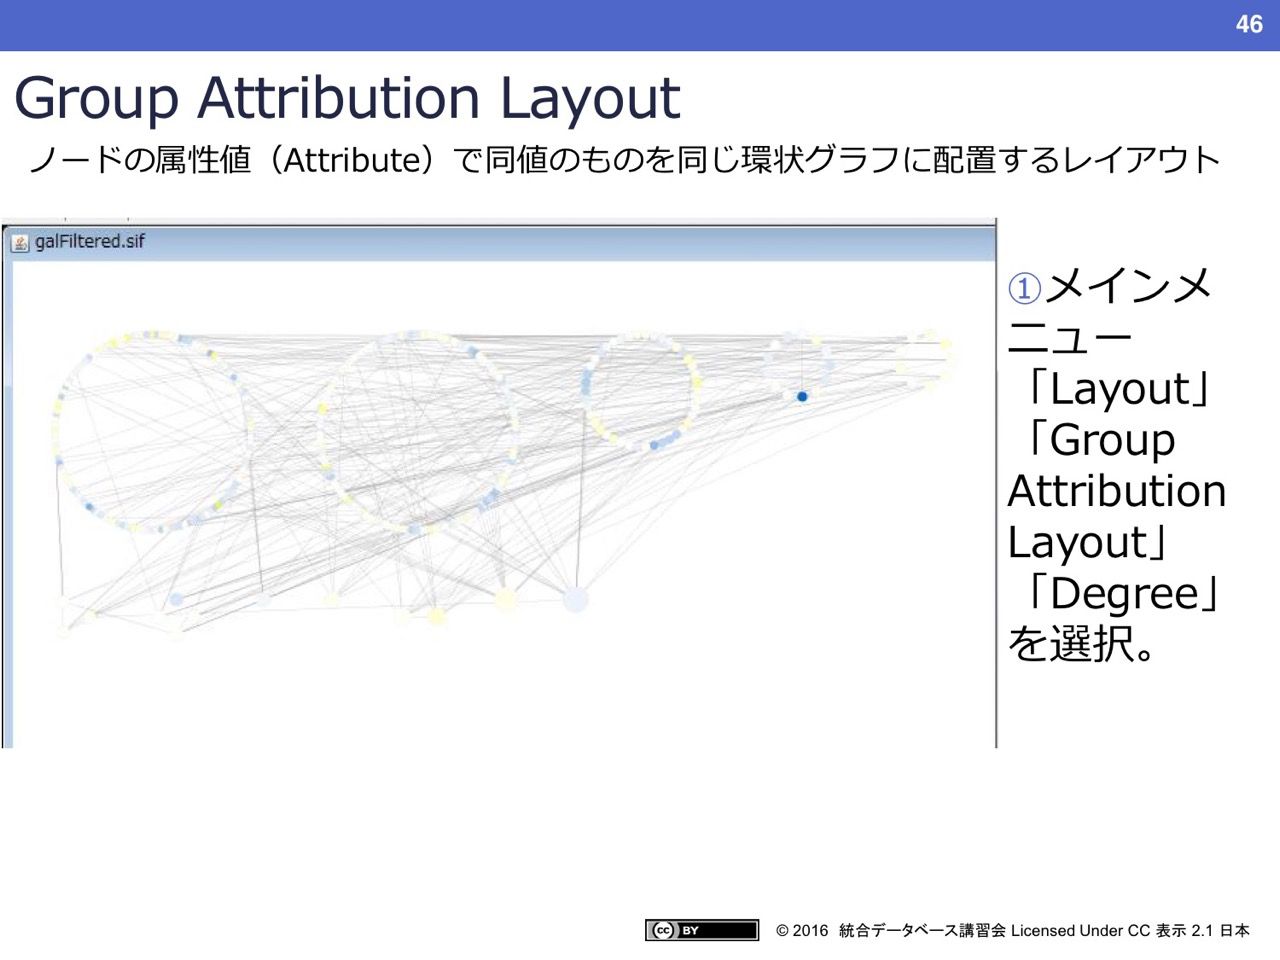 46
Group Attribution Layout
ノードの属性値（Attribute）で同値のものを同じ環状グラフに配置するレイアウト
galFiltered.sif
①メインメ
ニュー
「Layout」
「Group
Attribution
Layout」
「Degree」
を選択。
cc BY
© 2016 統合データベース講習会 Licensed Under CC 表示 2.1 日本